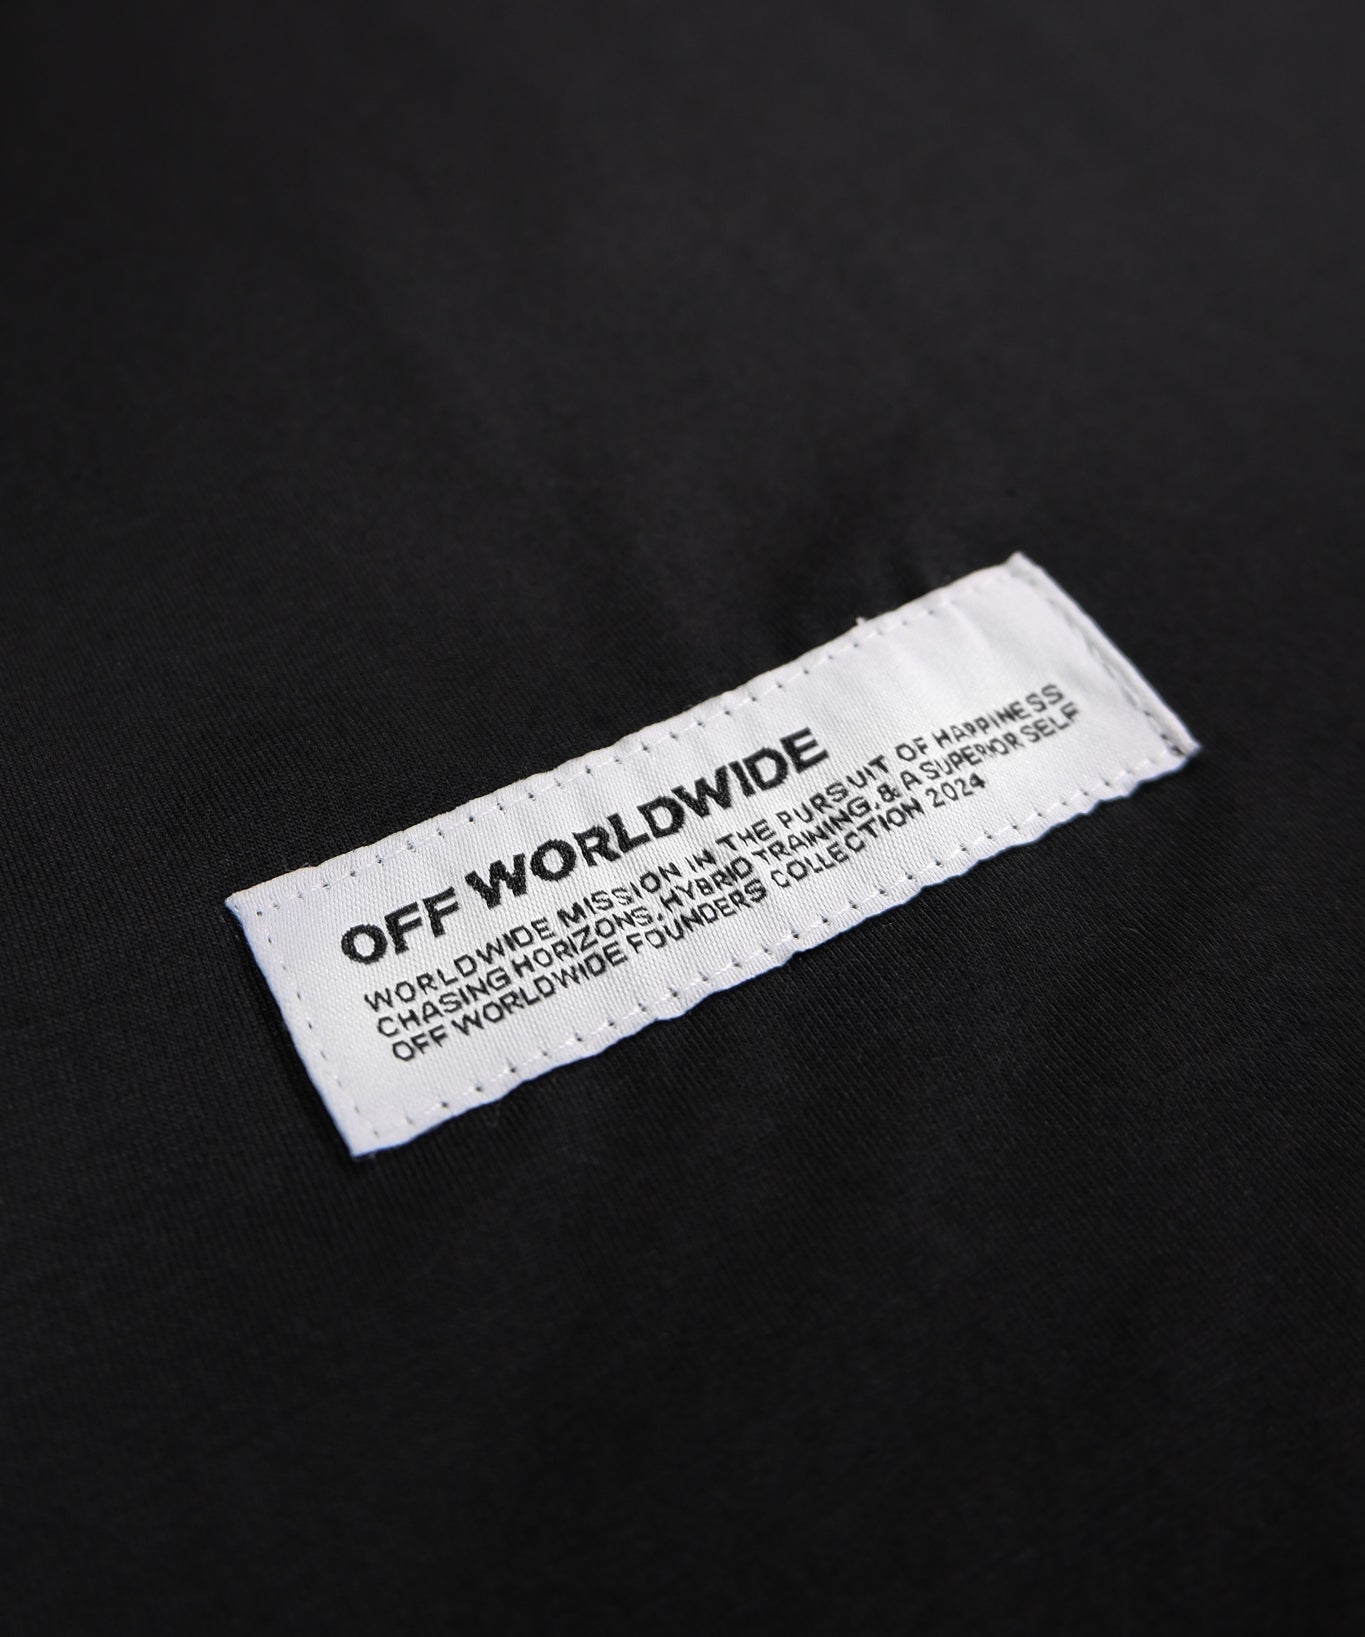 OFF WORLDWIDE
WORLDWIDE MISSION IN THE PURSUIT OF HAPPINESS
CHASING HORIZONS, HYBRID TRAINING, & A SUPERIOR SELF
OFF WORLDWIDE FOUNDERS COLLECTION 2024